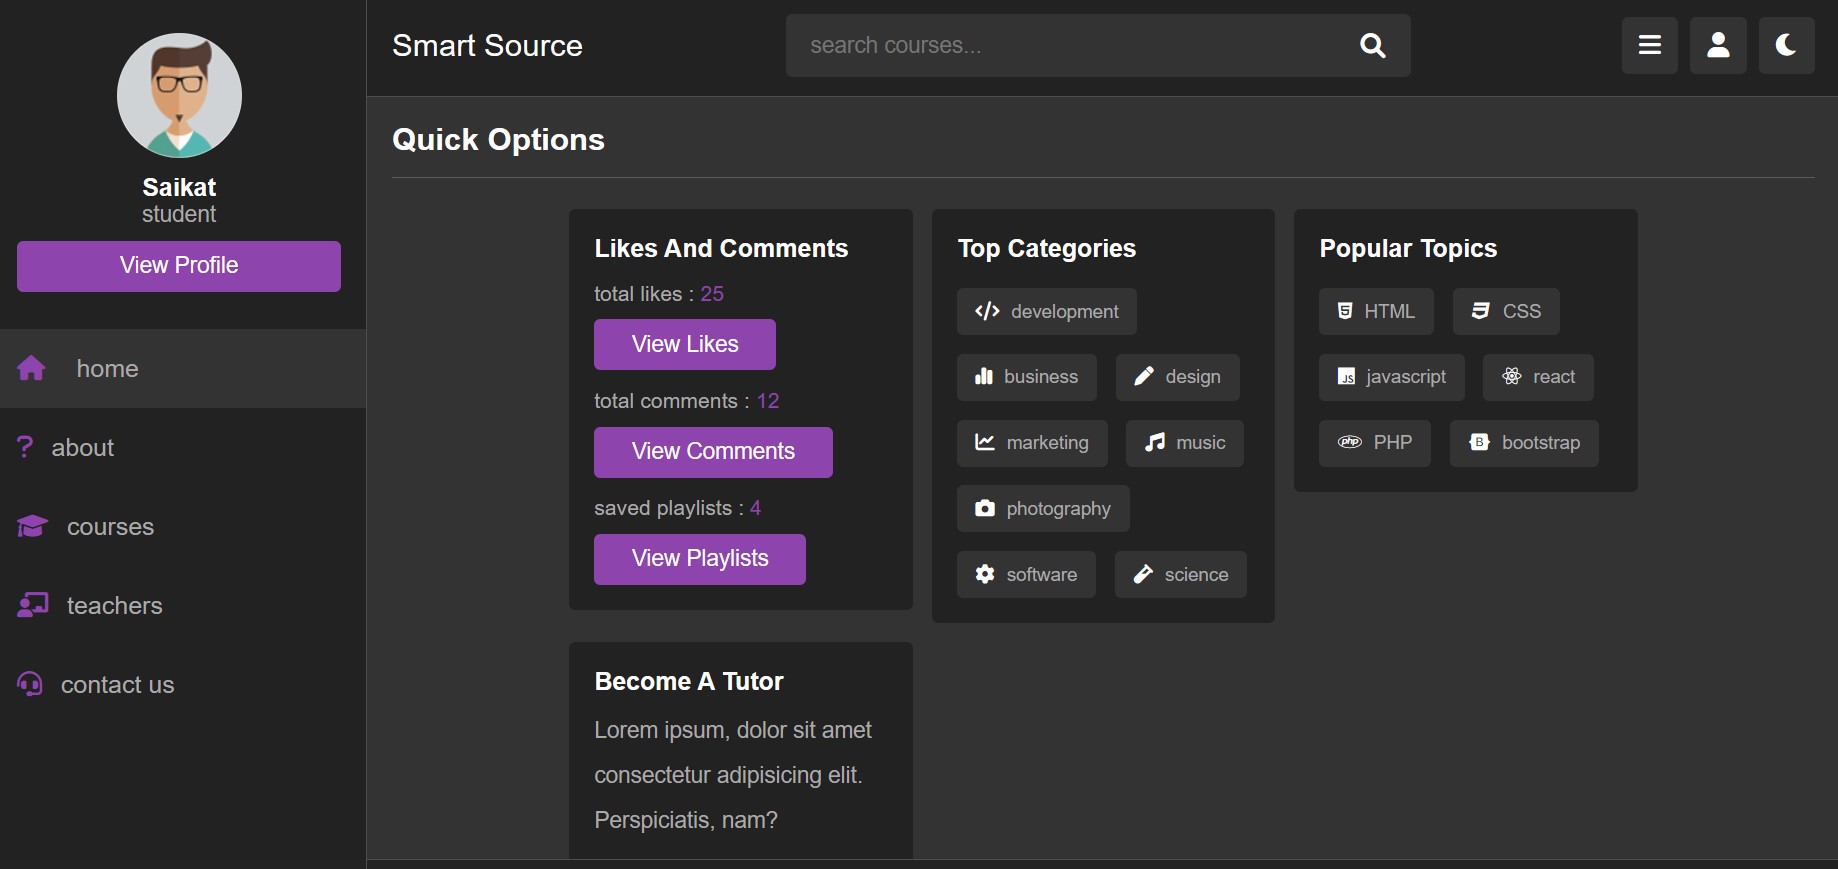 Saikat
student
View Profile
home
about
courses
teachers
contact us
Smart Source
search courses...
Quick Options
Likes And Comments
total likes : 25
View Likes
total comments : 12
View Comments
saved playlists : 4
View Playlists
Top Categories
development
business design
marketing music
photography
software science
Popular Topics
HTML CSS
JS javascript react
php PHP B bootstrap
Become A Tutor
Lorem ipsum, dolor sit amet
consectetur adipisicing elit.
Perspiciatis, nam?